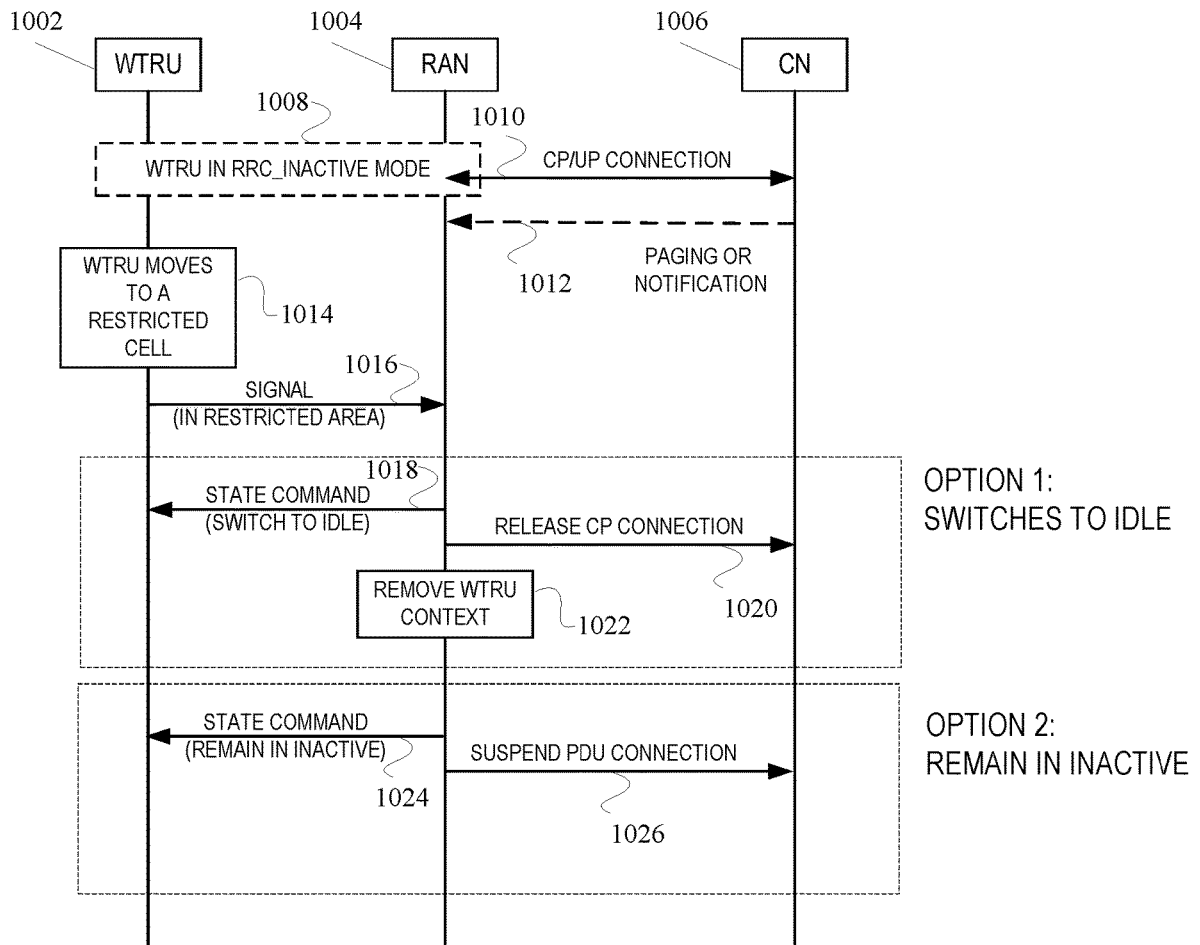 1002
1004
1006
WTRU
RAN
CN
1008
1010
WTRU IN RRC_INACTIVE MODE
CP/UP CONNECTION
1012
PAGING OR
NOTIFICATION
WTRU MOVES
TO A
RESTRICTED
CELL
1014
1016
SIGNAL
(IN RESTRICTED AREA)
OPTION 1:
SWITCHES TO IDLE
1018
STATE COMMAND
(SWITCH TO IDLE)
RELEASE CP CONNECTION
1020
REMOVE WTRU
CONTEXT
1022
OPTION 2:
REMAIN IN INACTIVE
STATE COMMAND
(REMAIN IN INACTIVE)
1024
SUSPEND PDU CONNECTION
1026